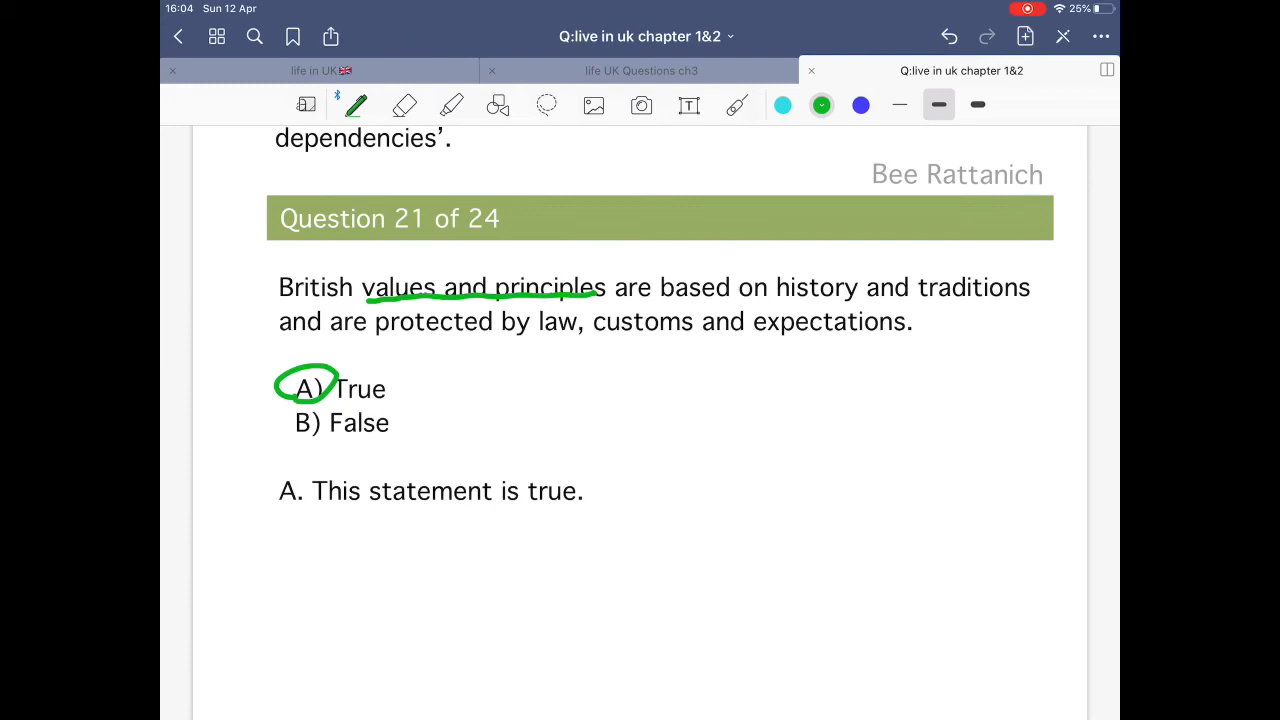 16:04 Sun 12 Apr 25%
Q:live in uk chapter 1&2
life in UK🇬🇧 life UK Questions ch3 Q:live in uk chapter 1&2
T
dependencies’.
Bee Rattanich
Question 21 of 24
British values and principles are based on history and traditions
and are protected by law, customs and expectations.
A) True
B) False
A. This statement is true.